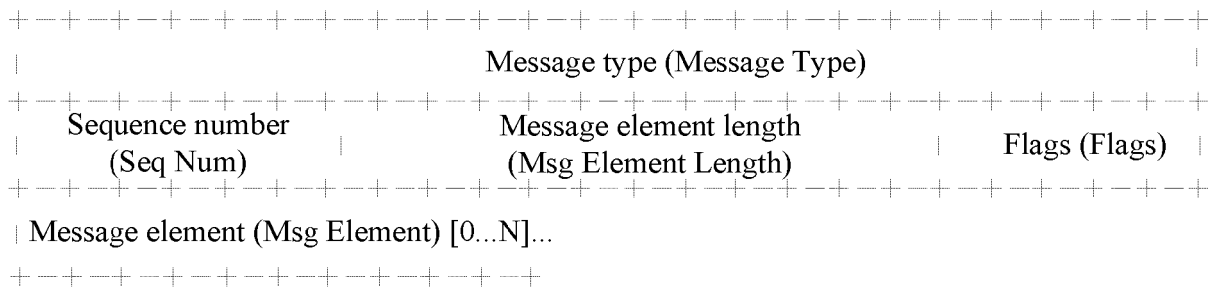 Message type (Message Type)
Sequence number
(Seq Num)
Message element length
(Msg Element Length)
Flags (Flags)
Message element (Msg Element) [0...N]...